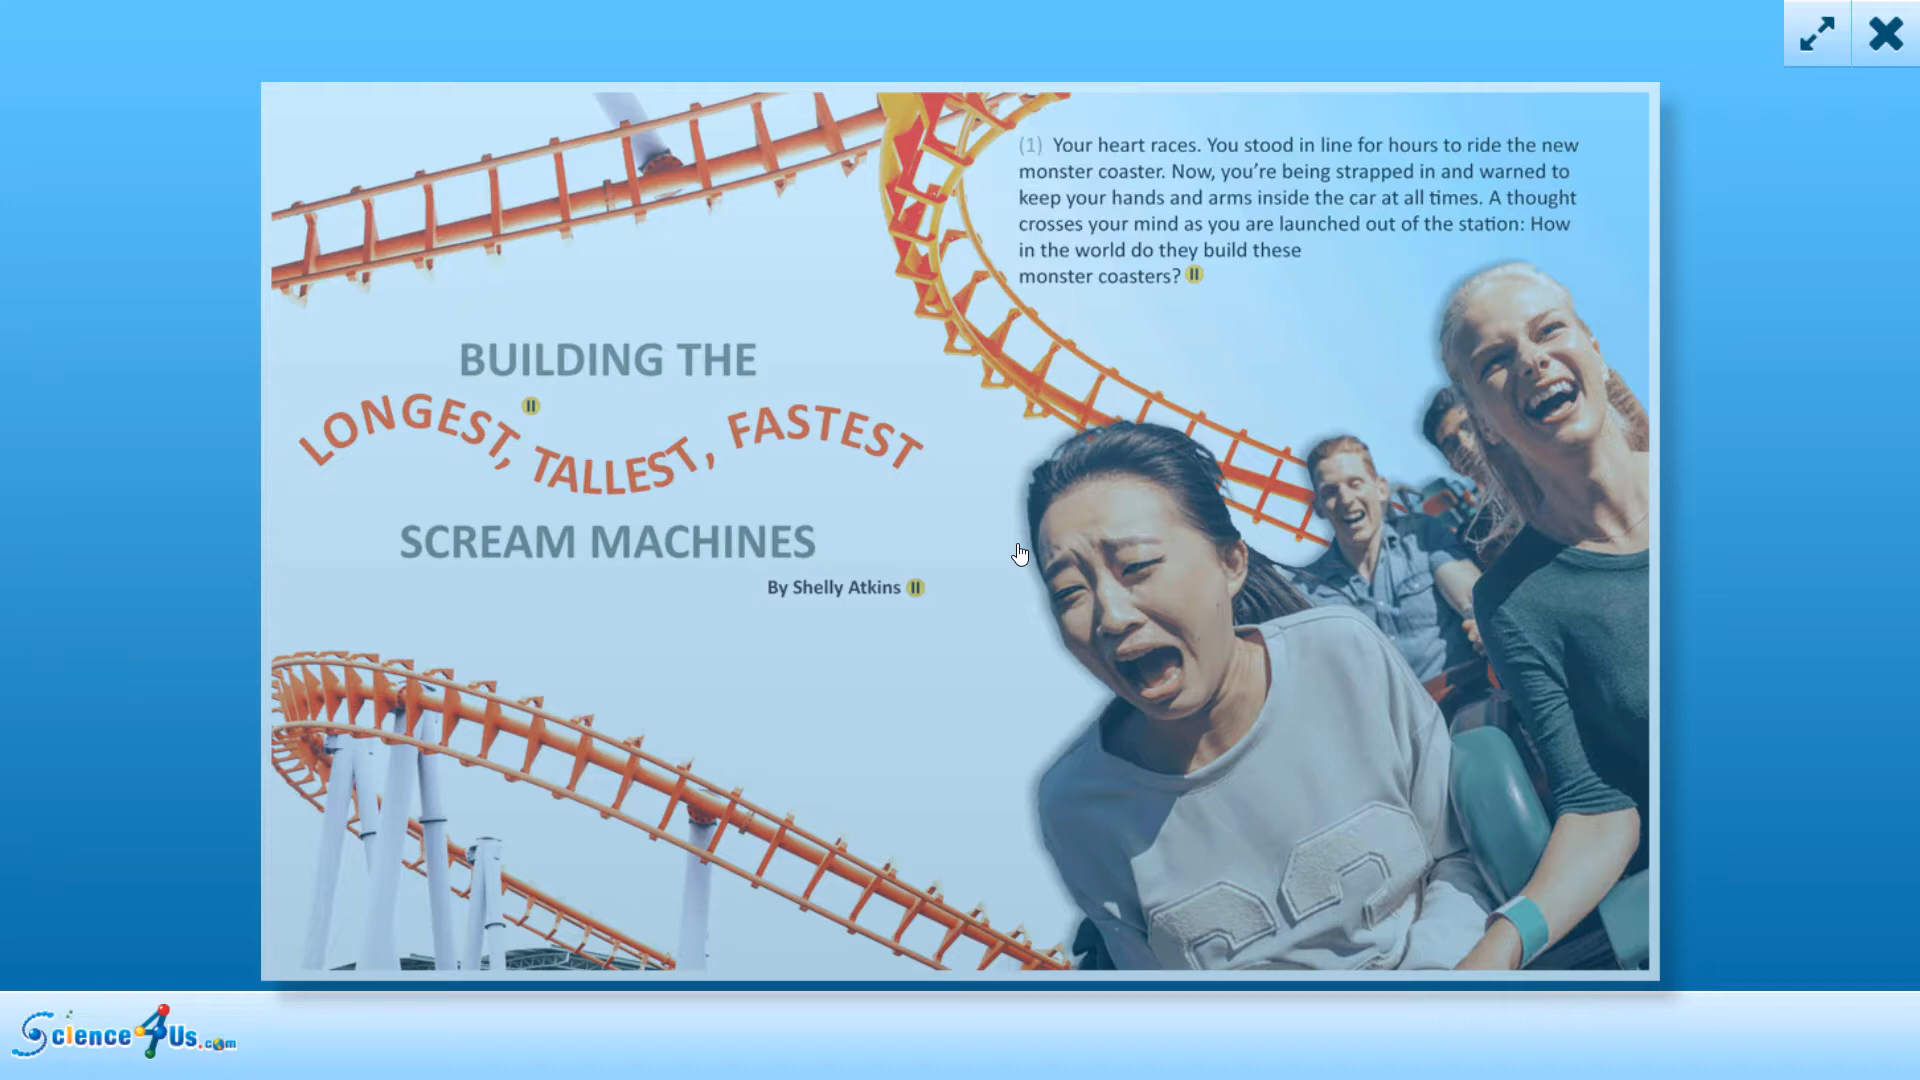 (1) Your heart races. You stood in line for hours to ride the new
monster coaster. Now, you’re being strapped in and warned to
keep your hands and arms inside the car at all times. A thought
crosses your mind as you are launched out of the station: How
in the world do they build these
monster coasters?
BUILDING THE
LONGEST, TALLEST, FASTEST
SCREAM MACHINES
By Shelly Atkins
Science4Us.com